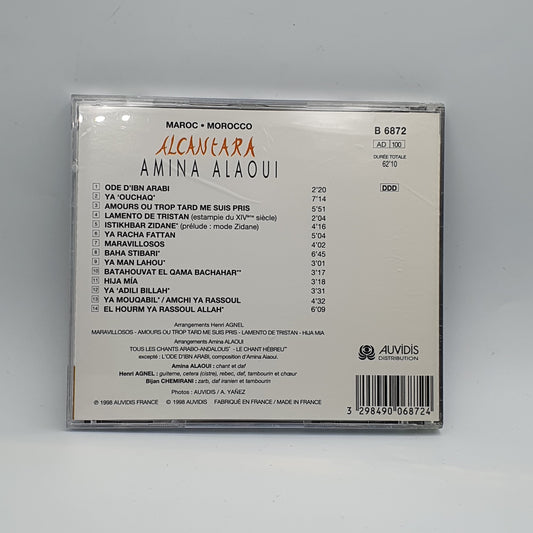 MAROC • MOROCCO
ALCANTARA
AMINA ALAOUI
B 6872
AD 100
DURÉE TOTALE
62'10
DDD
1 ODE D'IBN ARABI 2'20
2 YA 'OUCHAQ* 7'14
3 AMOURS OU TROP TARD ME SUIS PRIS 5'51
4 LAMENTO DE TRISTAN (estampie du XIVème siècle) 2'04
5 ISTIKHBAR ZIDANE* (prélude : mode Zidane) 4'16
6 YA RACHA FATTAN 5'04
7 MARAVILLOSOS 4'02
8 BAHA STIBARI* 6'45
9 YA MAN LAHOU* 3'01
10 BATAHOUVAT EL QAMA BACHAHAR** 3'17
11 HIJA MÍA 3'18
12 YA 'ADILI BILLAH* 3'31
13 YA MOUQABIL* / AMCHI YA RASSOUL 4'32
14 EL HOURM YA RASSOUL ALLAH* 6'09
Arrangements Henri AGNEL
MARAVILLOSOS - AMOURS OU TROP TARD ME SUIS PRIS - LAMENTO DE TRISTAN - HIJA MIA
Arrangements Amina ALAOUI
TOUS LES CHANTS ARABO-ANDALOUS* - LE CHANT HÉBREU**
excepté : L'ODE D'IBN ARABI, composition d'Amina Alaoui.
Amina ALAOUI : chant et daf
Henri AGNEL : guiterne, ceitera (cistre), rebec, daf, tambourin et chœur
Bijan CHEMIRANI : zarb, daf iranien et tambourin
Photos : AUVIDIS / A. YAÑEZ
℗ 1998 AUVIDIS FRANCE © 1998 AUVIDIS FABRIQUÉ EN FRANCE / MADE IN FRANCE
AUVIDIS
DISTRIBUTION
3 298490 068724